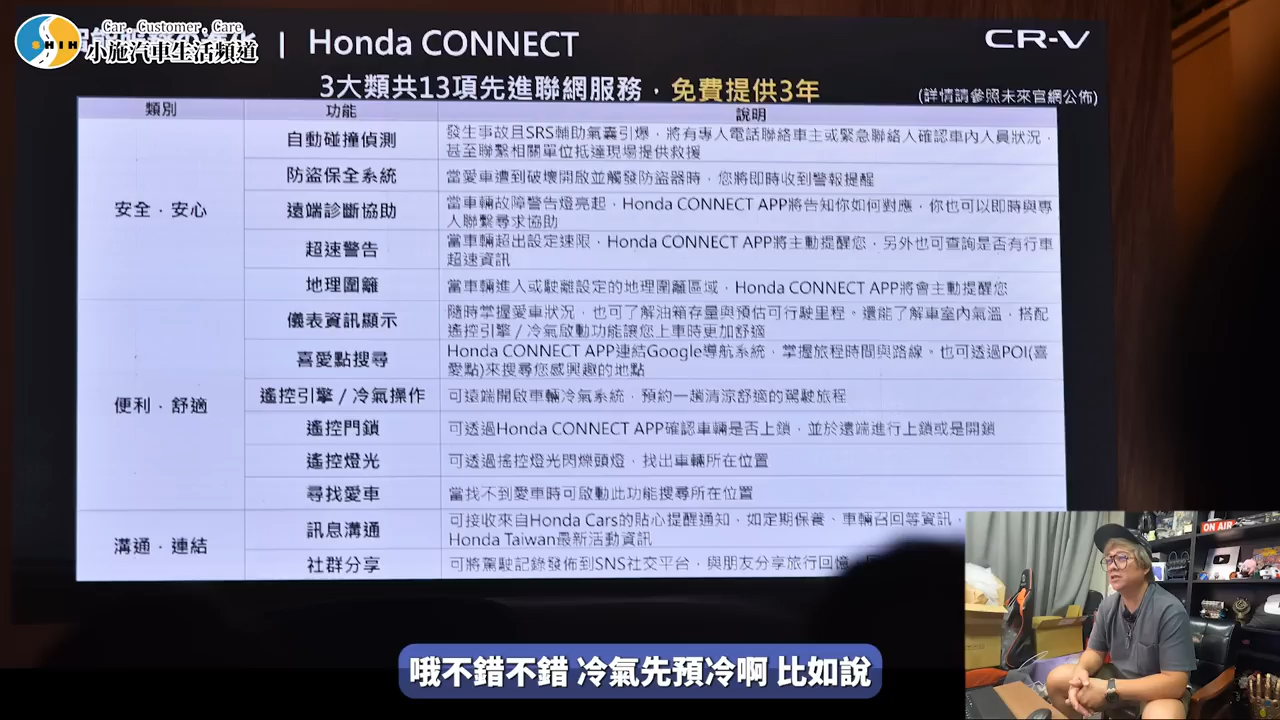 Car . Customer . Care
SHIH
小施汽車生活頻道
| Honda CONNECT
CR-V
3大類共13項先進聯網服務，免費提供3年
(詳情請參照未來官網公佈)
類別 功能 說明
安全．安心
自動碰撞偵測 發生事故且SRS輔助氣囊引爆，將有專人電話聯絡車主或緊急聯絡人確認車內人員狀況，
甚至聯繫相關單位抵達現場提供救援
防盜保全系統 當愛車遭到破壞開啟並觸發防盜器時，您將即時收到警報提醒
遠端診斷協助 當車輛故障警告燈亮起，Honda CONNECT APP將告知你如何對應，你也可以即時與專
人聯繫尋求協助
超速警告 當車輛超出設定速限，Honda CONNECT APP將主動提醒您，另外也可查詢是否有行車
超速資訊
地理圍籬 當車輛進入或駛離設定的地理圍籬區域，Honda CONNECT APP將會主動提醒您
便利．舒適
儀表資訊顯示 隨時掌握愛車狀況，也可了解油箱存量與預估可行駛里程。還能了解車室內氣溫，搭配
遙控引擎 / 冷氣啟動功能讓您上車時更加舒適
喜愛點搜尋 Honda CONNECT APP連結Google導航系統，掌握旅程時間與路線。也可透過POI(喜
愛點)來搜尋您感興趣的地點
遙控引擎 / 冷氣操作 可遠端開啟車輛冷氣系統，預約一趟清涼舒適的駕駛旅程
遙控門鎖 可透過Honda CONNECT APP確認車輛是否上鎖，並於遠端進行上鎖或是開鎖
遙控燈光 可透過搖控燈光閃爍頭燈，找出車輛所在位置
尋找愛車 當找不到愛車時可啟動此功能搜尋所在位置
溝通．連結
訊息溝通 可接收來自Honda Cars的貼心提醒通知，如定期保養、車輛召回等資訊，
Honda Taiwan最新活動資訊
社群分享 可將駕駛記錄發佈到SNS社交平台，與朋友分享旅行回憶，
ON AIR
哦不錯不錯 冷氣先預冷啊 比如說